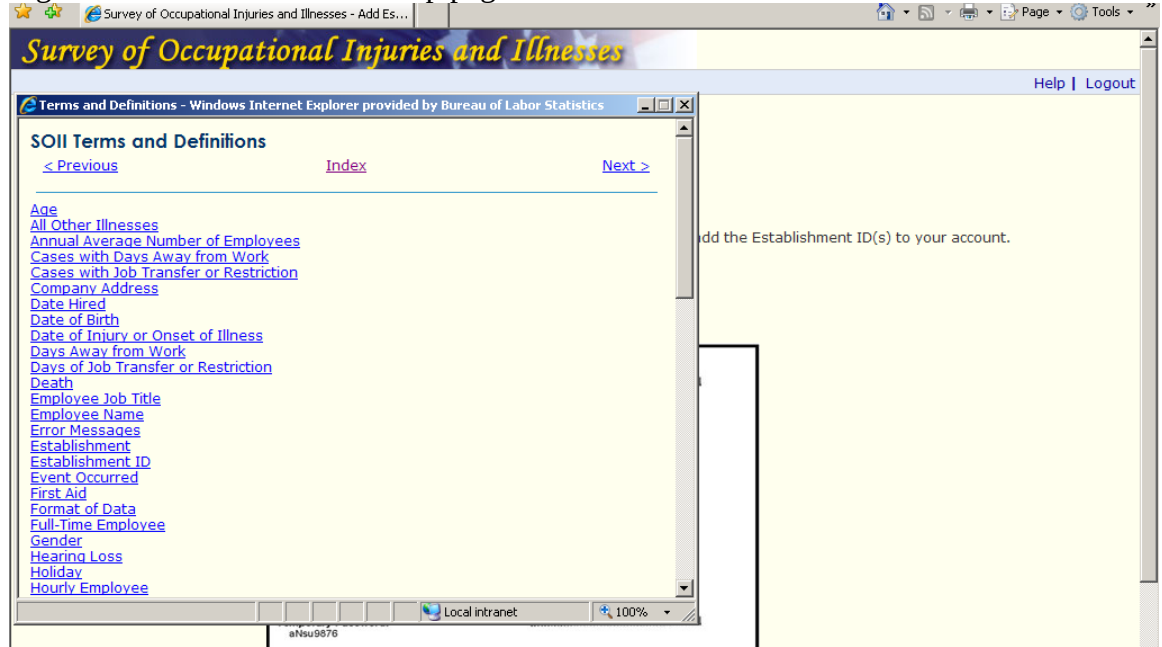 Survey of Occupational Injuries and Illnesses - Add Es...
Page
Tools
Survey of Occupational Injuries and Illnesses
Help | Logout
Terms and Definitions - Windows Internet Explorer provided by Bureau of Labor Statistics
SOII Terms and Definitions
< Previous Index Next >
Age
All Other Illnesses
Annual Average Number of Employees
dd the Establishment ID(s) to your account.
Cases with Days Away from Work
Cases with Job Transfer or Restriction
Company Address
Date Hired
Date of Birth
Date of Injury or Onset of Illness
Days Away from Work
Days of Job Transfer or Restriction
Death
Employee Job Title
Employee Name
Error Messages
Establishment
Establishment ID
Event Occurred
First Aid
Format of Data
Full-Time Employee
Gender
Hearing Loss
Holiday
Hourly Employee
Local intranet 100%
aNsu9876